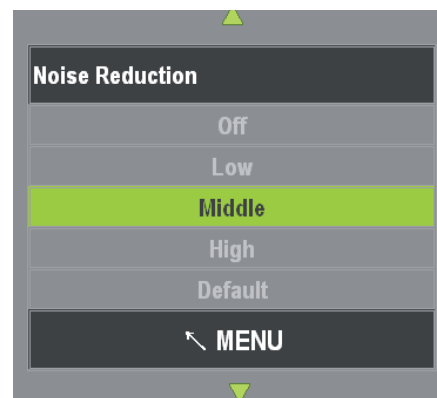 Noise Reduction
Off
Low
Middle
High
Default
MENU